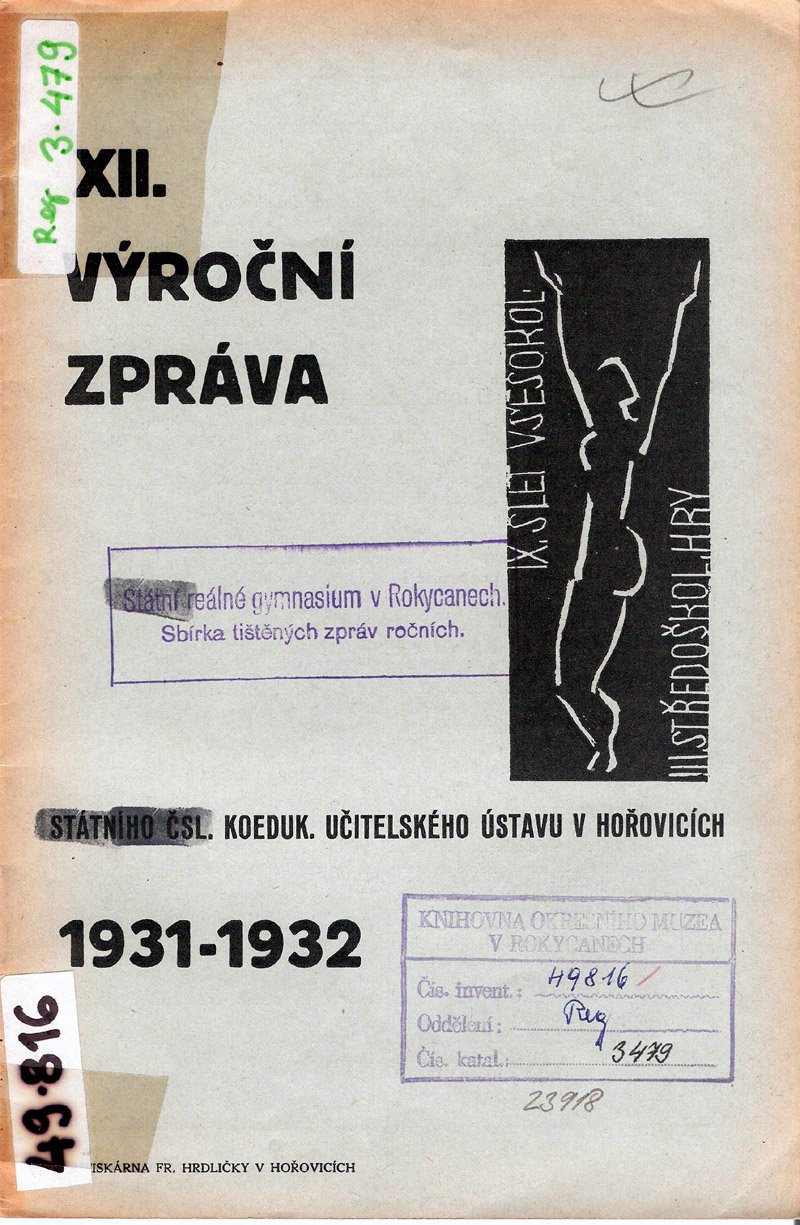 Reg 3·479
XII.
VÝROČNÍ
ZPRÁVA
IX. SLET VŠESOKOL.
III. STŘEDOŠKOL. HRY
Státní reálné gymnasium v Rokycanech.
Sbírka tištěných zpráv ročních.
STÁTNÍHO ČSL. KOEDUK. UČITELSKÉHO ÚSTAVU V HOŘOVICÍCH
1931-1932
KNIHOVNA OKRESNÍHO MUZEA
V ROKYCANECH
Čís. invent.: 49816
Oddělení: Reg
Čís. katal.: 3479
23918
49·816
ISKÁRNA FR. HRDLIČKY V HOŘOVICÍCH